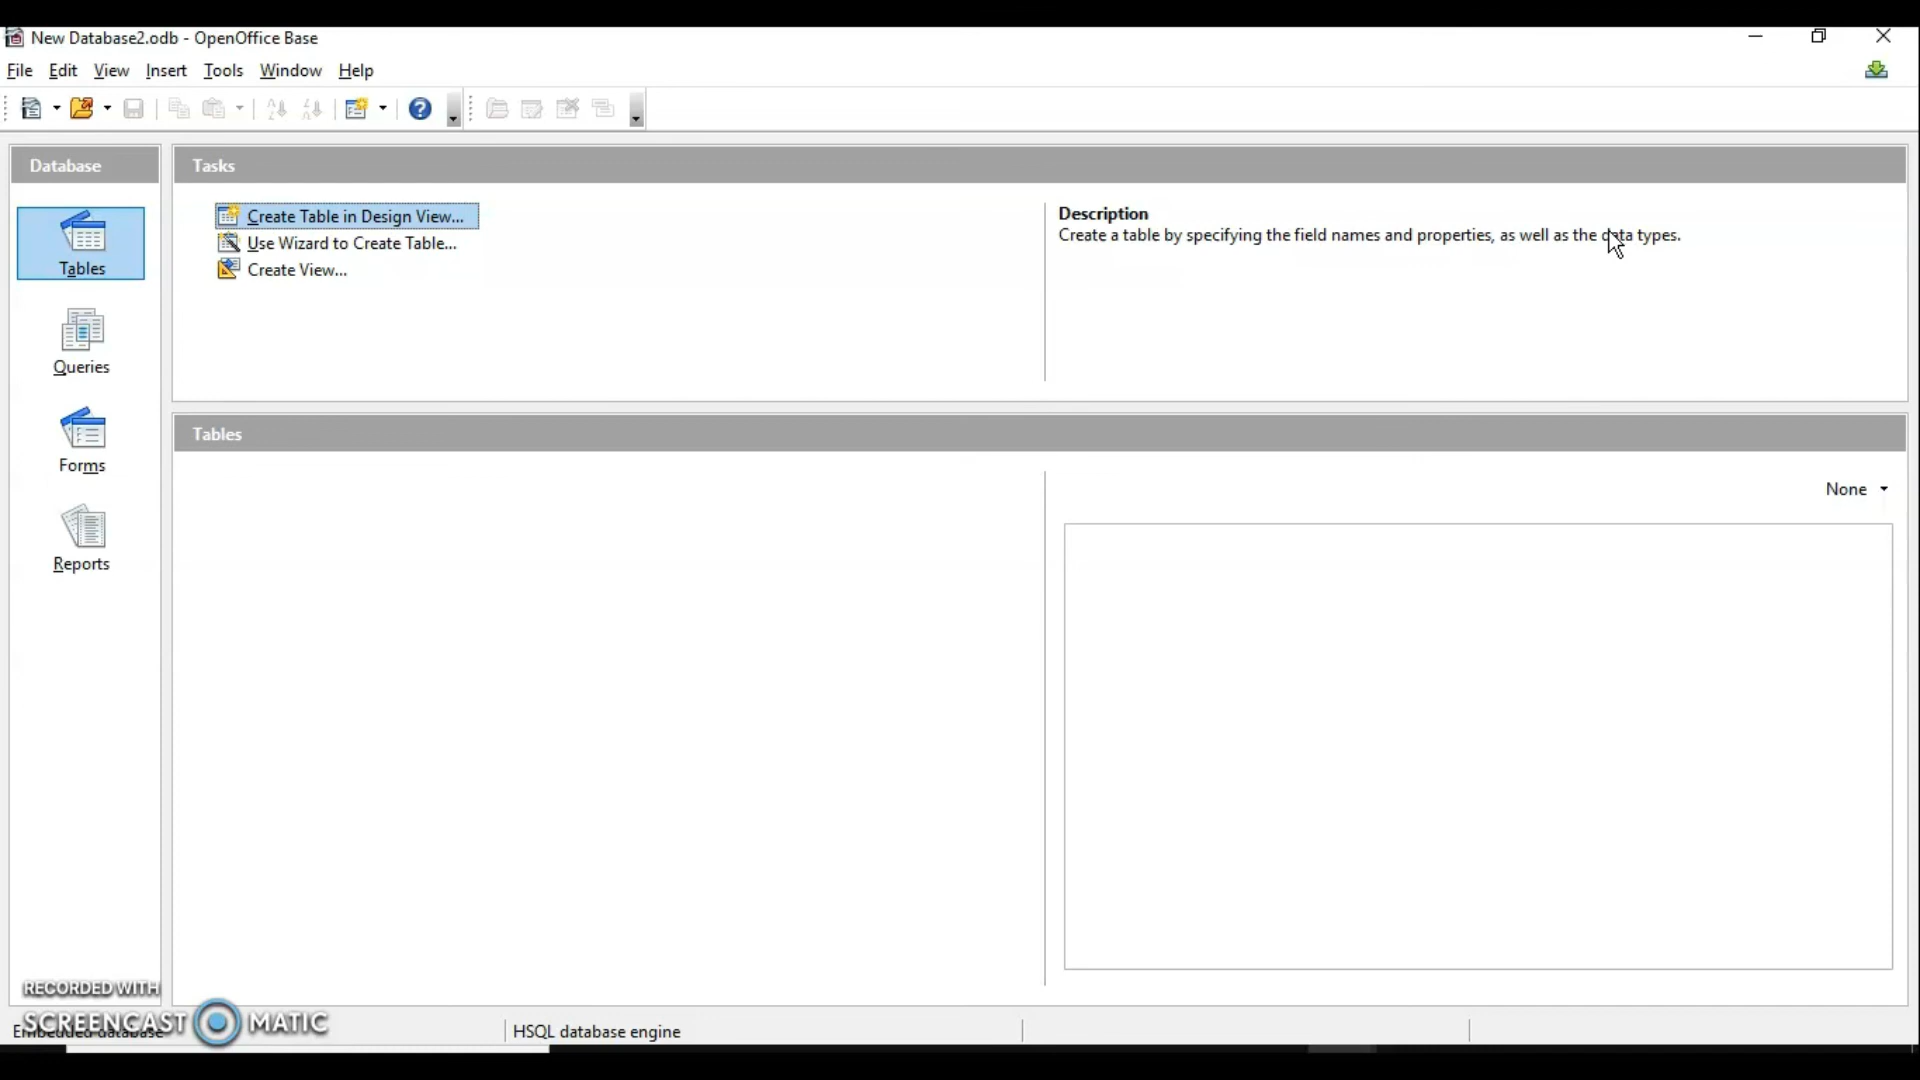 New Database2.odb - OpenOffice Base
File Edit View Insert Tools Window Help
Database
Tasks
Create Table in Design View...
Use Wizard to Create Table...
Create View...
Description
Create a table by specifying the field names and properties, as well as the data types.
Tables
Queries
Forms
Reports
Tables
None
RECORDED WITH
SCREENCAST MATIC
Embedded database
HSQL database engine